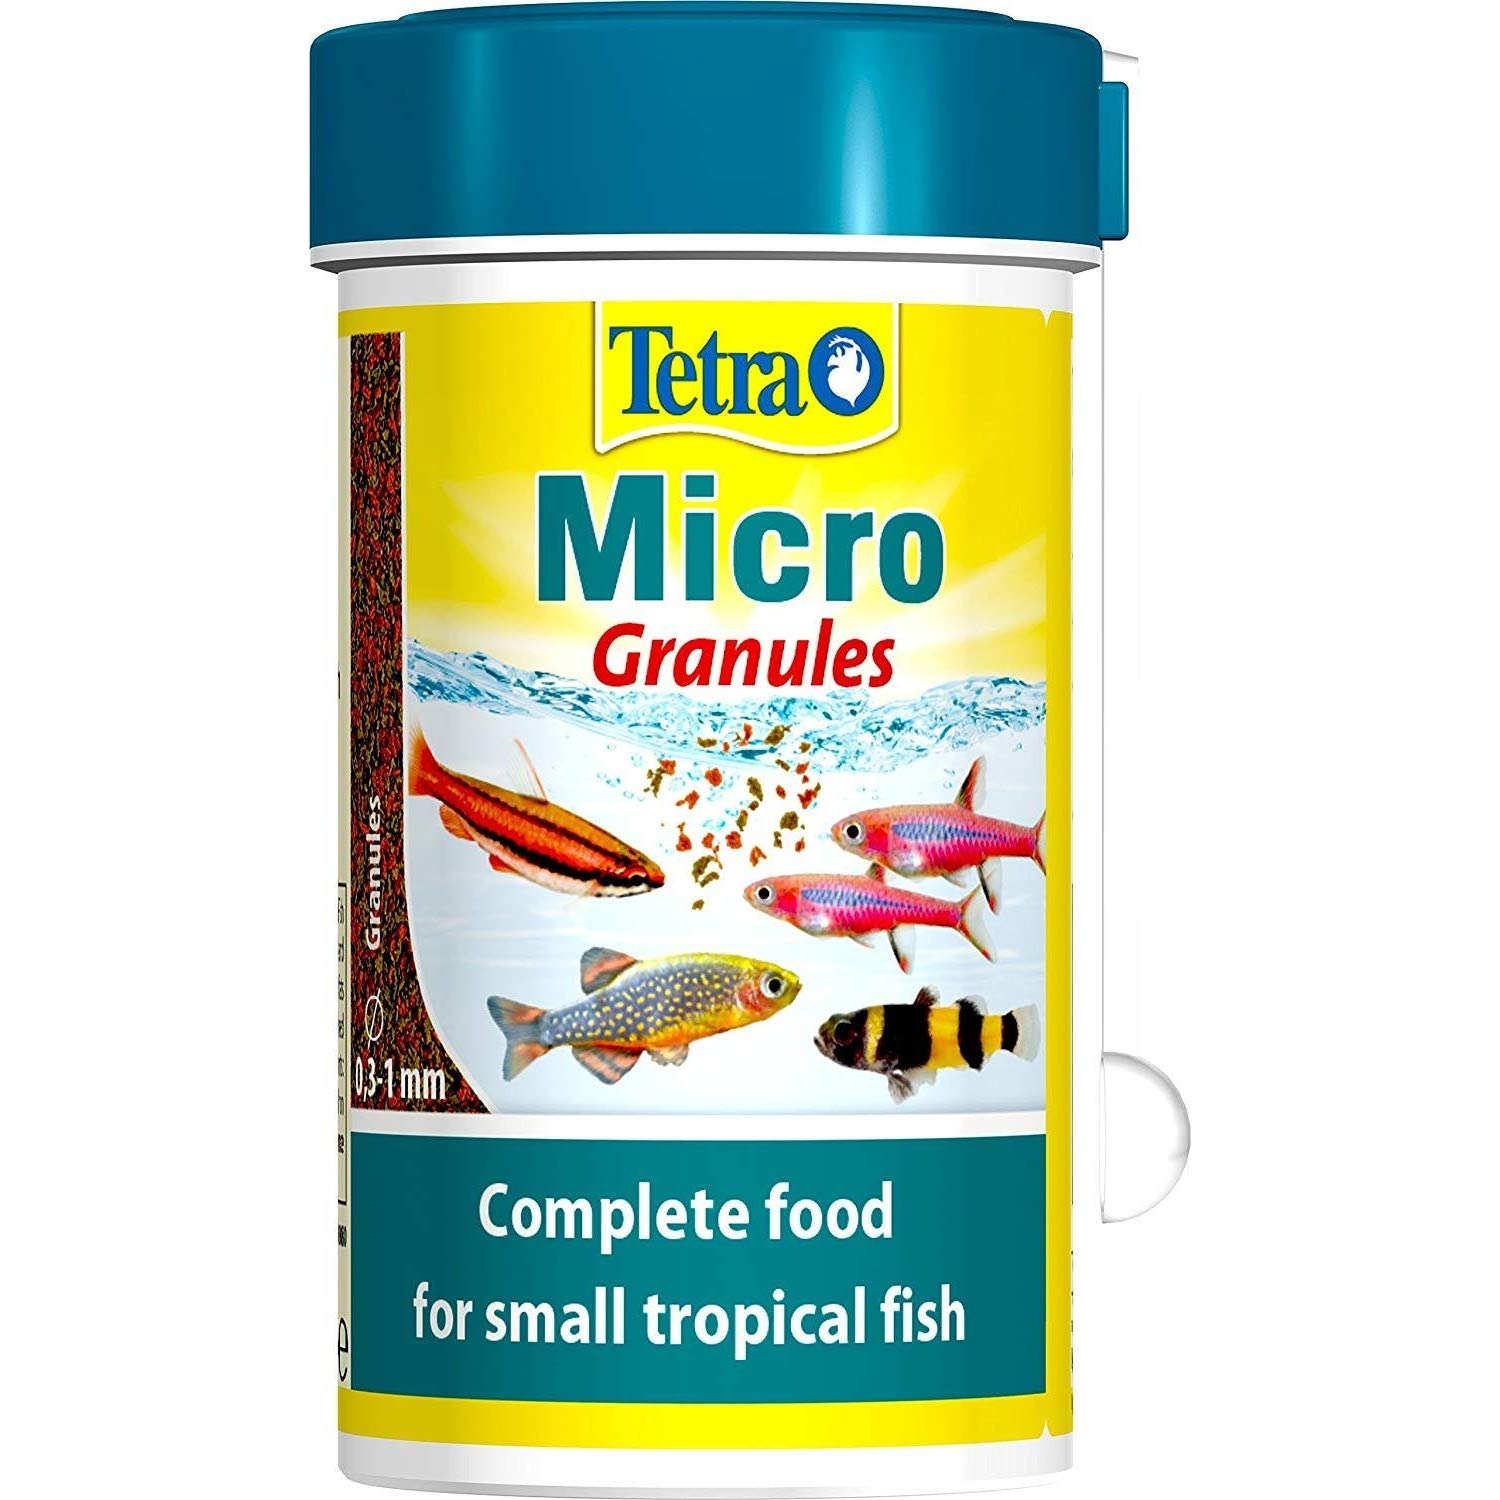 Tetra
Micro
Granules
Granules
0,3-1 mm
Complete food
for small tropical fish
e